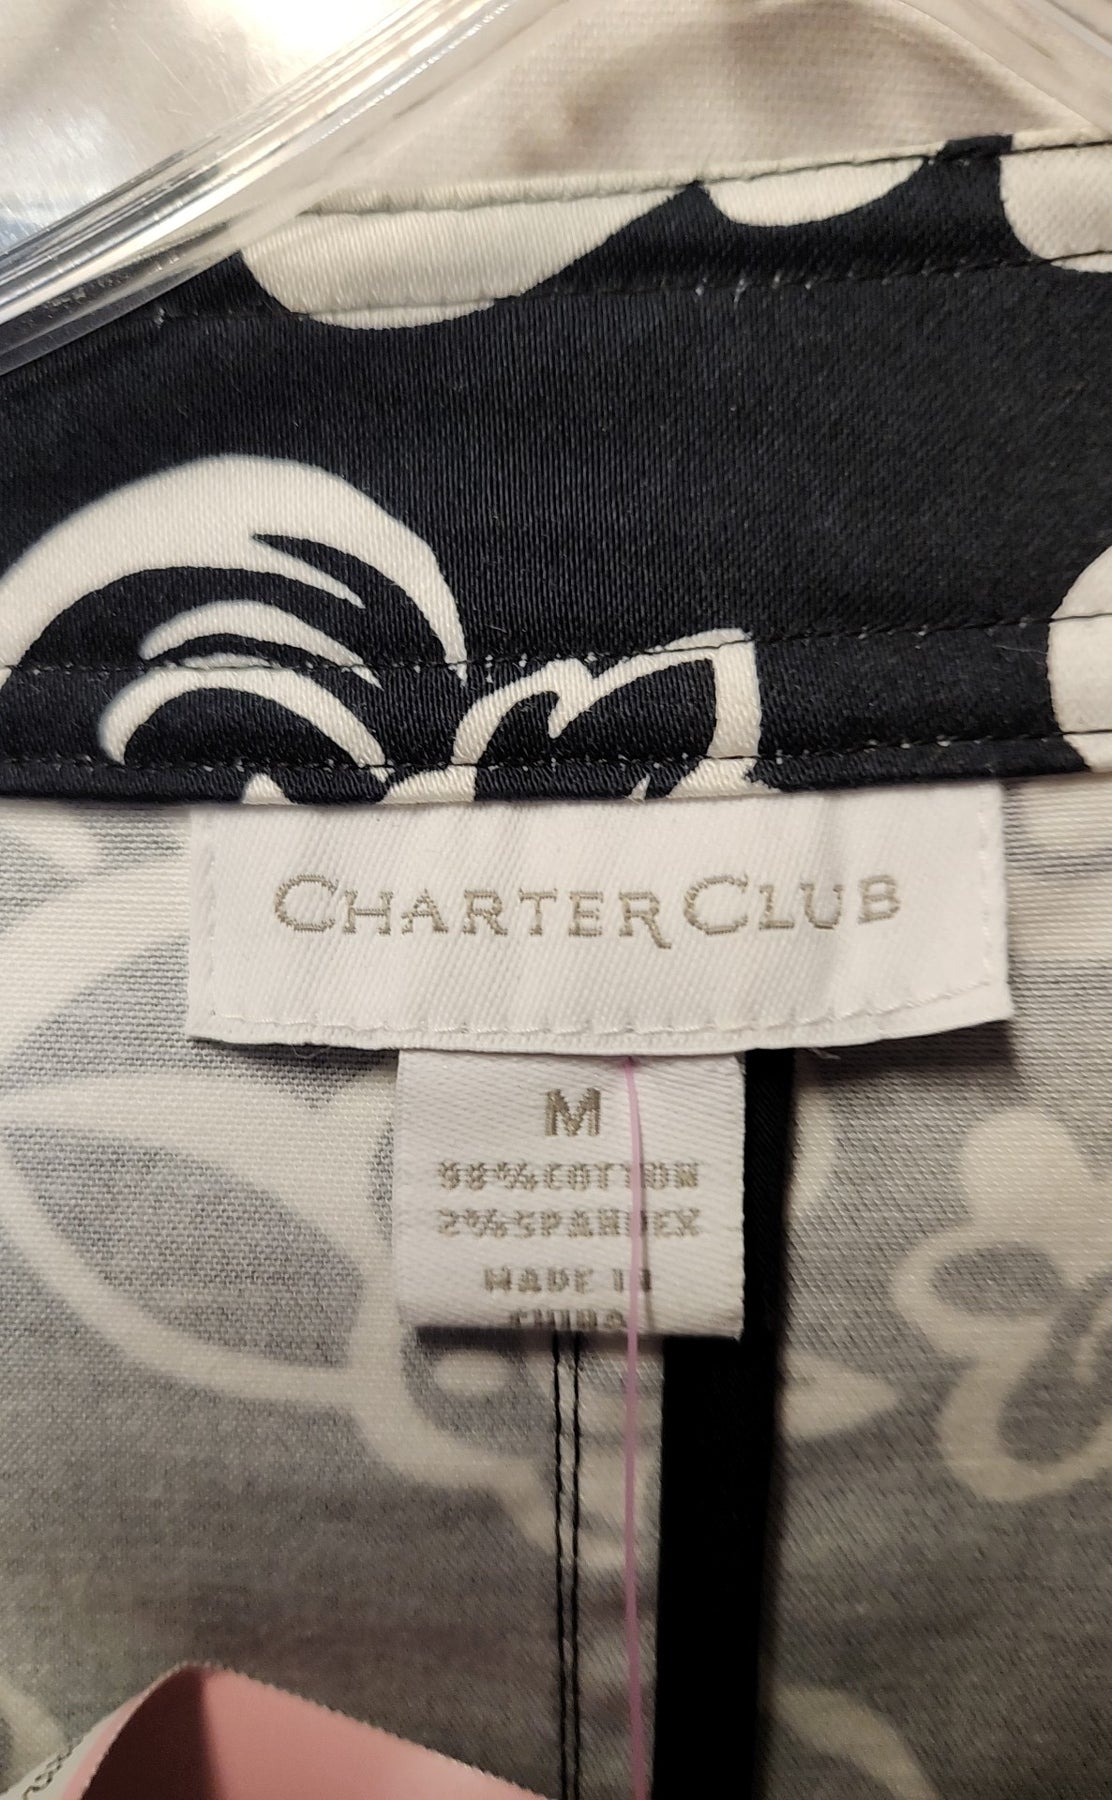 CHARTER CLUB
M
98% COTTON
2% SPANDEX
MADE IN
CHINA